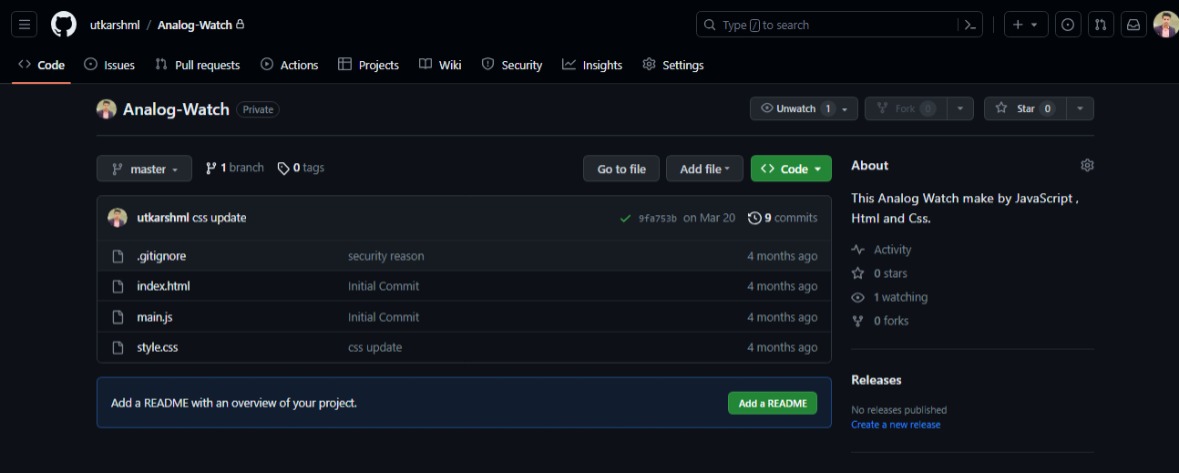 utkarshml / Analog-Watch
Type / to search
Code Issues Pull requests Actions Projects Wiki Security Insights Settings
Analog-Watch Private
Unwatch 1 Fork 0 Star 0
master 1 branch 0 tags Go to file Add file Code
utkarshml css update 9fa753b on Mar 20 9 commits
.gitignore security reason 4 months ago
index.html Initial Commit 4 months ago
main.js Initial Commit 4 months ago
style.css css update 4 months ago
Add a README with an overview of your project. Add a README
About
This Analog Watch make by JavaScript ,
Html and Css.
Activity
0 stars
1 watching
0 forks
Releases
No releases published
Create a new release